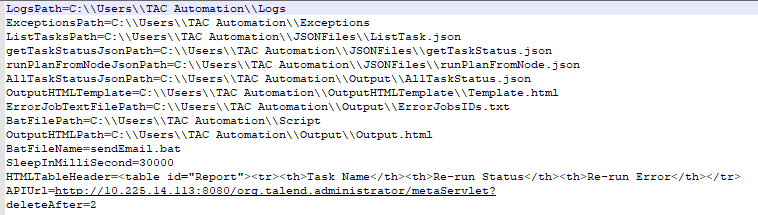 LogsPath=C:\\Users\\TAC Automation\\Logs
ExceptionsPath=C:\\Users\\TAC Automation\\Exceptions
ListTasksPath=C:\\Users\\TAC Automation\\JSONFiles\\ListTask.json
getTaskStatusJsonPath=C:\\Users\\TAC Automation\\JSONFiles\\getTaskStatus.json
runPlanFromNodeJsonPath=C:\\Users\\TAC Automation\\JSONFiles\\runPlanFromNode.json
AllTaskStatusJsonPath=C:\\Users\\TAC Automation\\Output\\AllTaskStatus.json
OutputHTMLTemplate=C:\\Users\\TAC Automation\\OutputHTMLTemplate\\Template.html
ErrorJobTextFilePath=C:\\Users\\TAC Automation\\Output\\ErrorJobsIDs.txt
BatFilePath=C:\\Users\\TAC Automation\\Script
OutputHTMLPath=C:\\Users\\TAC Automation\\Output\\Output.html
BatFileName=sendEmail.bat
SleepInMilliSecond=30000
HTMLTableHeader=<table id="Report"><tr><th>Task Name</th><th>Re-run Status</th><th>Re-run Error</th></tr>
APIUrl=http://10.225.14.113:8080/org.talend.administrator/metaServlet?
deleteAfter=2